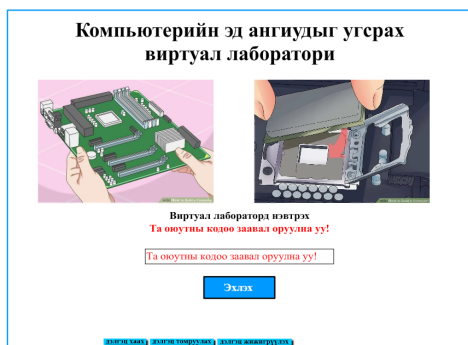 Компьютерийн эд ангиудыг угсрах
виртуал лаборатори
Виртуал лабораторд нэвтрэх
Та оюутны кодоо заавал оруулна уу!
Та оюутны кодоо заавал оруулна уу!
Эхлэх
дэлгэц хаах дэлгэц томруулах дэлгэц жижигрүүлэх